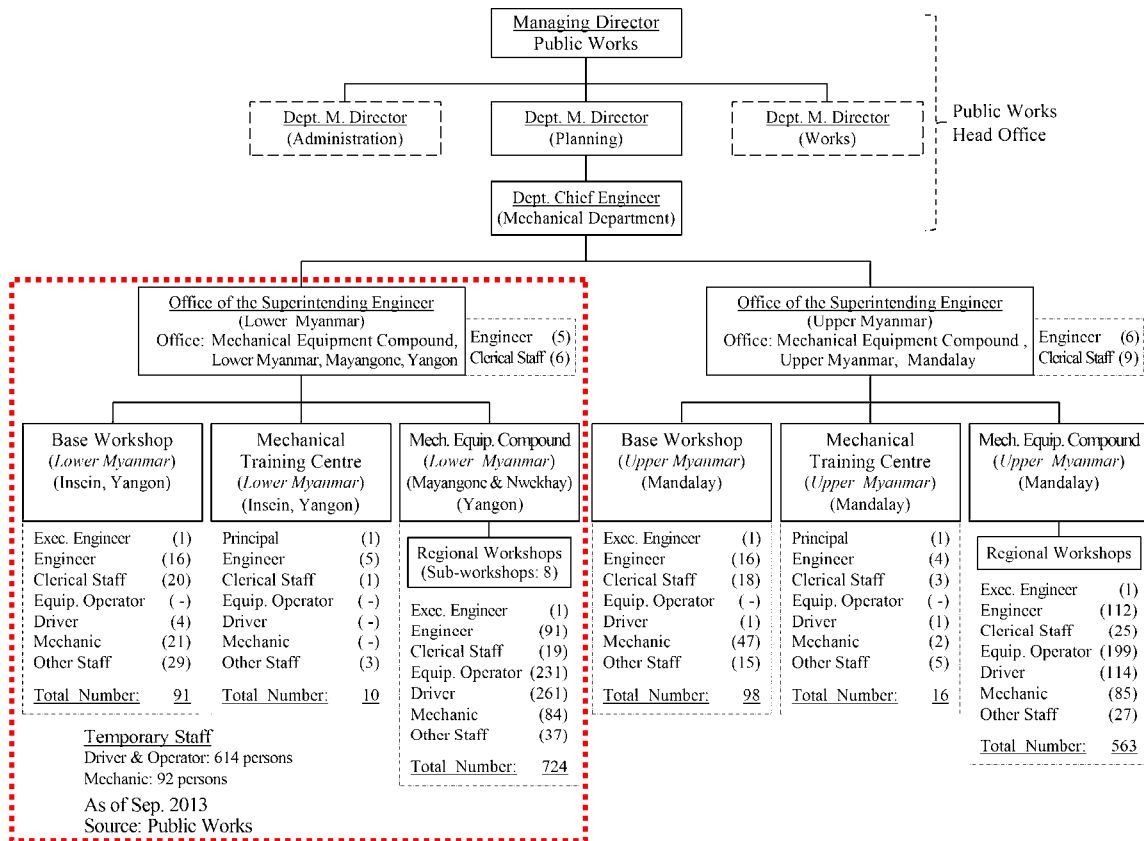 Managing Director
Public Works
Dept. M. Director
(Administration)
Dept. M. Director
(Planning)
Dept. M. Director
(Works)
Public Works
Head Office
Dept. Chief Engineer
(Mechanical Department)
Office of the Superintending Engineer
(Lower Myanmar)
Office: Mechanical Equipment Compound,
Lower Myanmar, Mayangone, Yangon
Engineer (5)
Clerical Staff (6)
Office of the Superintending Engineer
(Upper Myanmar)
Office: Mechanical Equipment Compound ,
Upper Myanmar, Mandalay
Engineer (6)
Clerical Staff (9)
Base Workshop
(Lower Myanmar)
(Insein, Yangon)
Exec. Engineer (1)
Engineer (16)
Clerical Staff (20)
Equip. Operator ( -)
Driver (4)
Mechanic (21)
Other Staff (29)
Total Number: 91
Mechanical
Training Centre
(Lower Myanmar)
(Insein, Yangon)
Principal (1)
Engineer (5)
Clerical Staff (1)
Equip. Operator ( -)
Driver ( -)
Mechanic ( -)
Other Staff (3)
Total Number: 10
Mech. Equip. Compound
(Lower Myanmar)
(Mayangone & Nwekhay)
(Yangon)
Regional Workshops
(Sub-workshops: 8)
Exec. Engineer (1)
Engineer (91)
Clerical Staff (19)
Equip. Operator (231)
Driver (261)
Mechanic (84)
Other Staff (37)
Total Number: 724
Base Workshop
(Upper Myanmar)
(Mandalay)
Exec. Engineer (1)
Engineer (16)
Clerical Staff (18)
Equip. Operator ( -)
Driver (1)
Mechanic (47)
Other Staff (15)
Total Number: 98
Mechanical
Training Centre
(Upper Myanmar)
(Mandalay)
Principal (1)
Engineer (4)
Clerical Staff (3)
Equip. Operator ( -)
Driver (1)
Mechanic (2)
Other Staff (5)
Total Number: 16
Mech. Equip. Compound
(Upper Myanmar)
(Mandalay)
Regional Workshops
Exec. Engineer (1)
Engineer (112)
Clerical Staff (25)
Equip. Operator (199)
Driver (114)
Mechanic (85)
Other Staff (27)
Total Number: 563
Temporary Staff
Driver & Operator: 614 persons
Mechanic: 92 persons
As of Sep. 2013
Source: Public Works